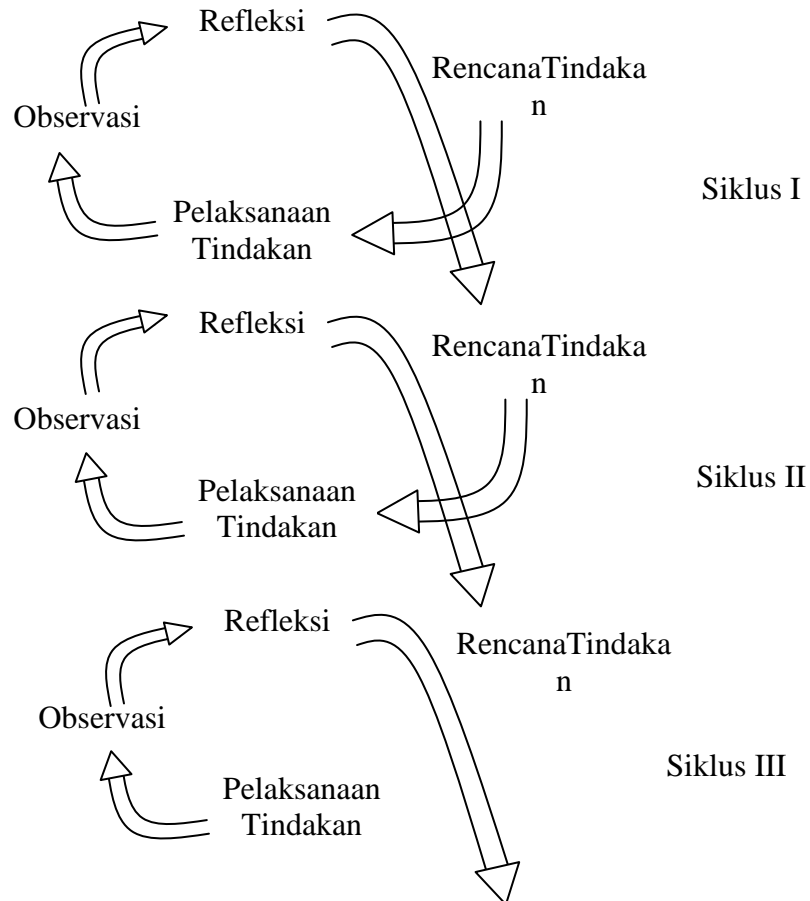 Refleksi
RencanaTindaka
n
Observasi
Siklus I
Pelaksanaan
Tindakan
Refleksi
RencanaTindaka
n
Observasi
Siklus II
Pelaksanaan
Tindakan
Refleksi
RencanaTindaka
n
Observasi
Siklus III
Pelaksanaan
Tindakan